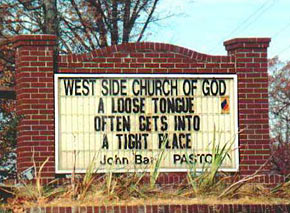 WEST SIDE CHURCH OF GOD
A LOOSE TONGUE
OFTEN GETS INTO
A TIGHT PLACE
John PASTOR